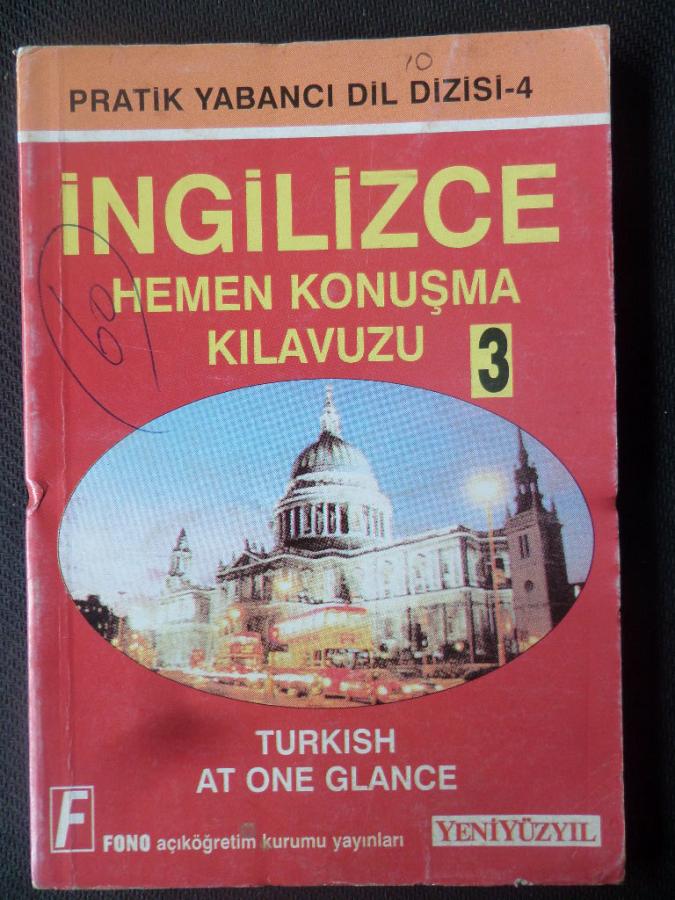 10
PRATİK YABANCI DİL DİZİSİ-4
İNGİLİZCE
HEMEN KONUŞMA
KILAVUZU 3
60
TURKISH
AT ONE GLANCE
F
FONO açıköğretim kurumu yayınları
YENİYÜZYIL